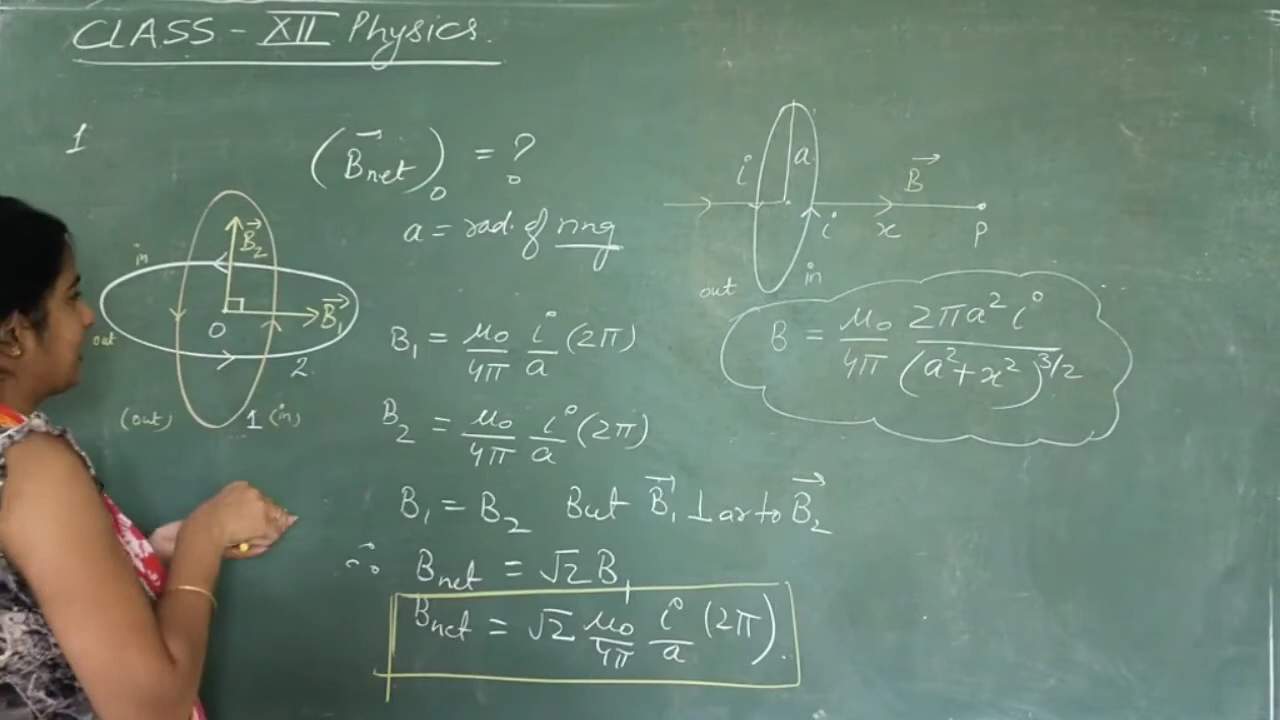 CLASS - XII Physics.
1
(B⃗net)₀ = ?
a = rad. of ring
in
out
B⃗₂
B⃗₁
O
2.
(out)
1 (in)
B₁ = μ₀/4π i/a (2π)
B₂ = μ₀/4π i/a (2π)
B₁ = B₂ But B⃗₁ ⊥ar to B⃗₂
∴ Bnet = √2 B₁
Bnet = √2 μ₀/4π i/a (2π).
i
a
B⃗
i
x
P
out
in
B = μ₀/4π 2πa²i/(a²+x²)^3/2